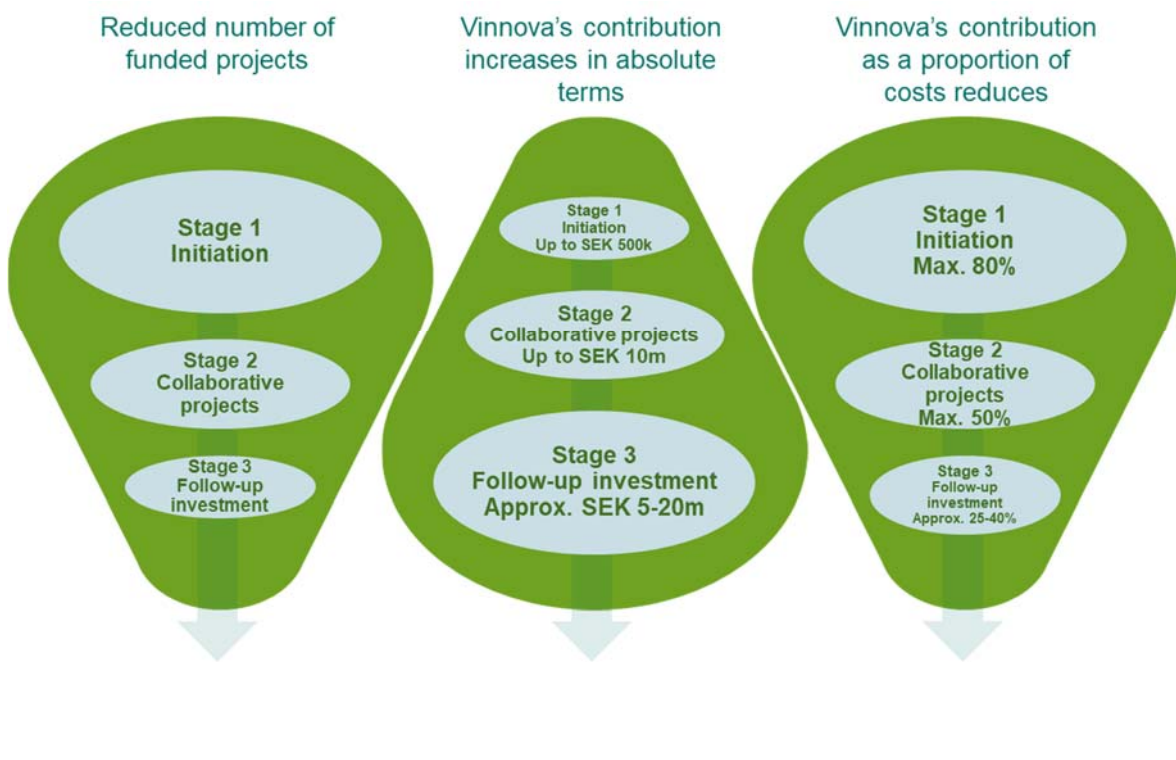 Reduced number of
funded projects
Vinnova’s contribution
increases in absolute
terms
Vinnova’s contribution
as a proportion of
costs reduces
Stage 1
Initiation
Stage 2
Collaborative
projects
Stage 3
Follow-up
investment
Stage 1
Initiation
Up to SEK 500k
Stage 2
Collaborative projects
Up to SEK 10m
Stage 3
Follow-up investment
Approx. SEK 5-20m
Stage 1
Initiation
Max. 80%
Stage 2
Collaborative
projects
Max. 50%
Stage 3
Follow-up
investment
Approx. 25-40%